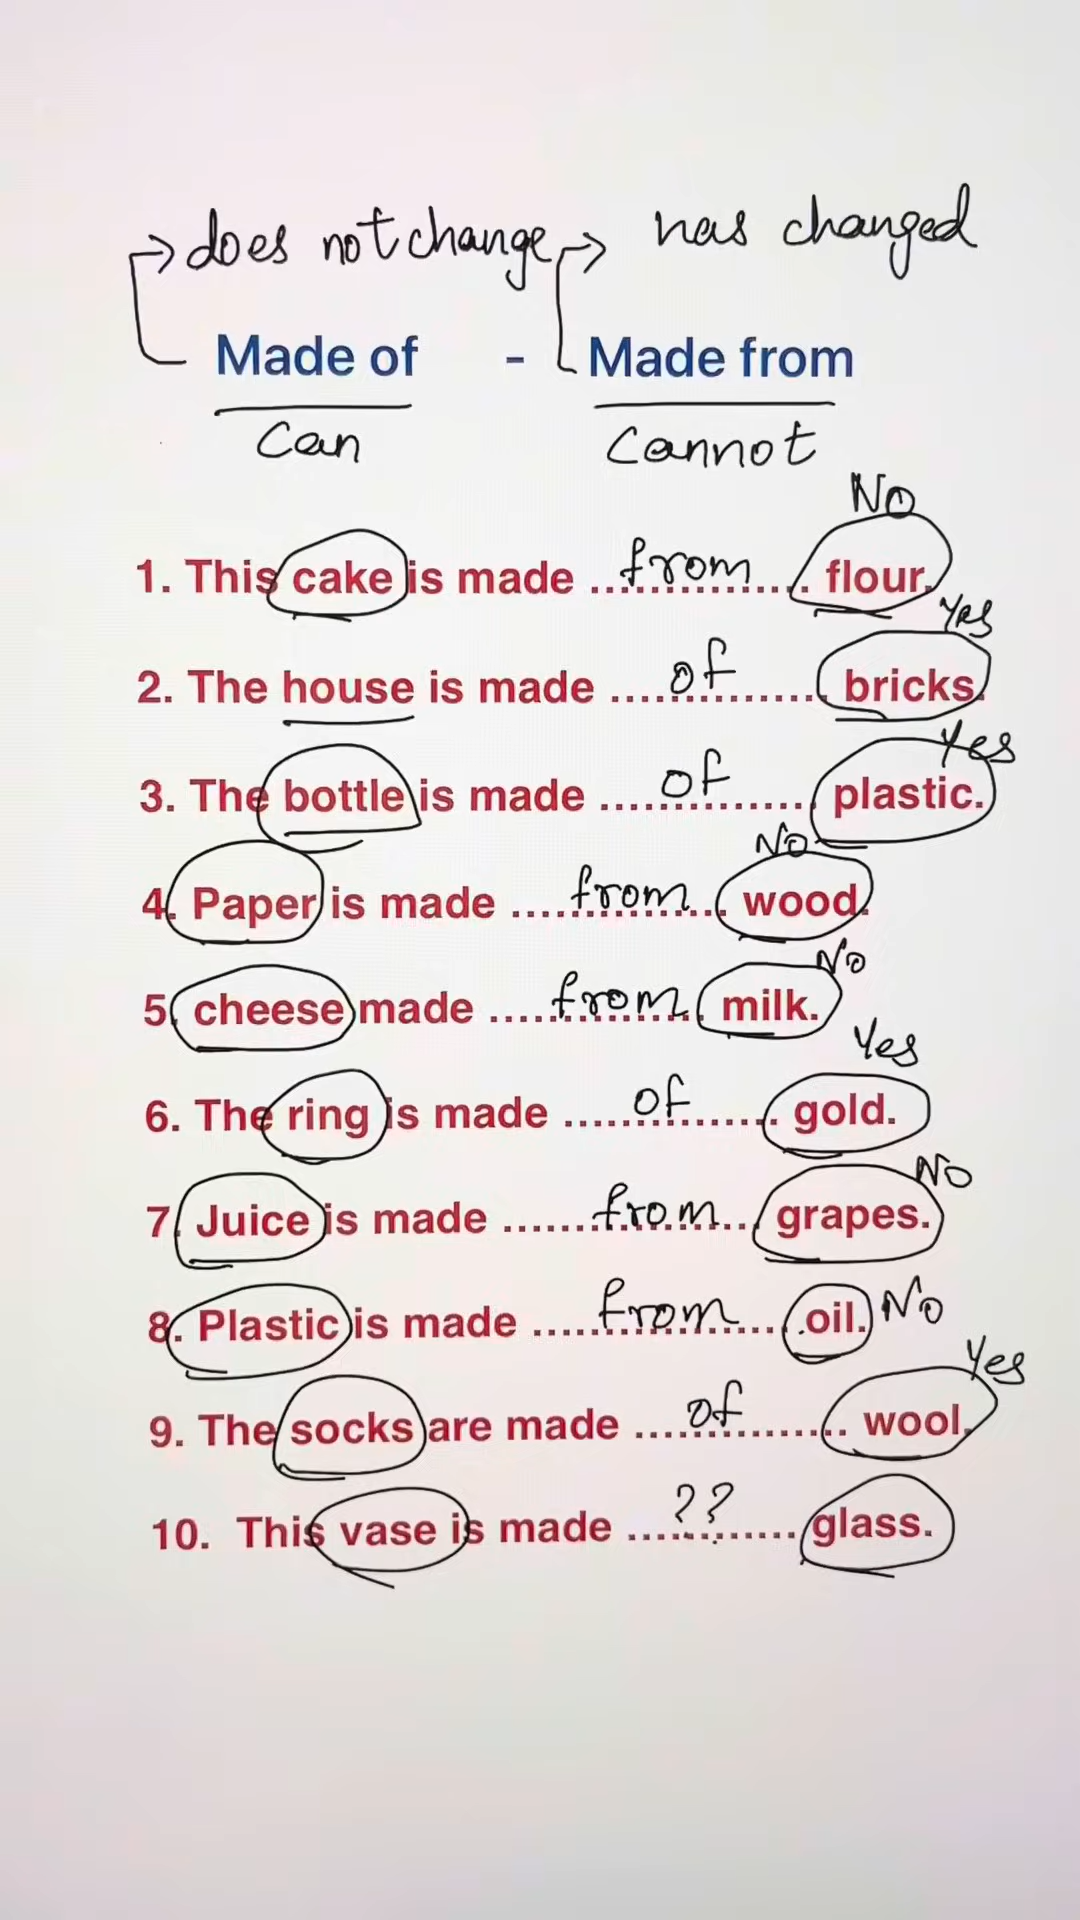 does not change has changed
Made of - Made from
Can Cannot
No
1. This cake is made ...from... flour.
Yes
2. The house is made ...of... bricks.
Yes
3. The bottle is made ...of... plastic.
No
4. Paper is made ...from... wood.
No
5. cheese made ...from... milk.
Yes
6. The ring is made ...of... gold.
No
7. Juice is made ...from... grapes.
8. Plastic is made ...from... .oil. No
Yes
9. The socks are made ...of... wool.
10. This vase is made ...??... glass.